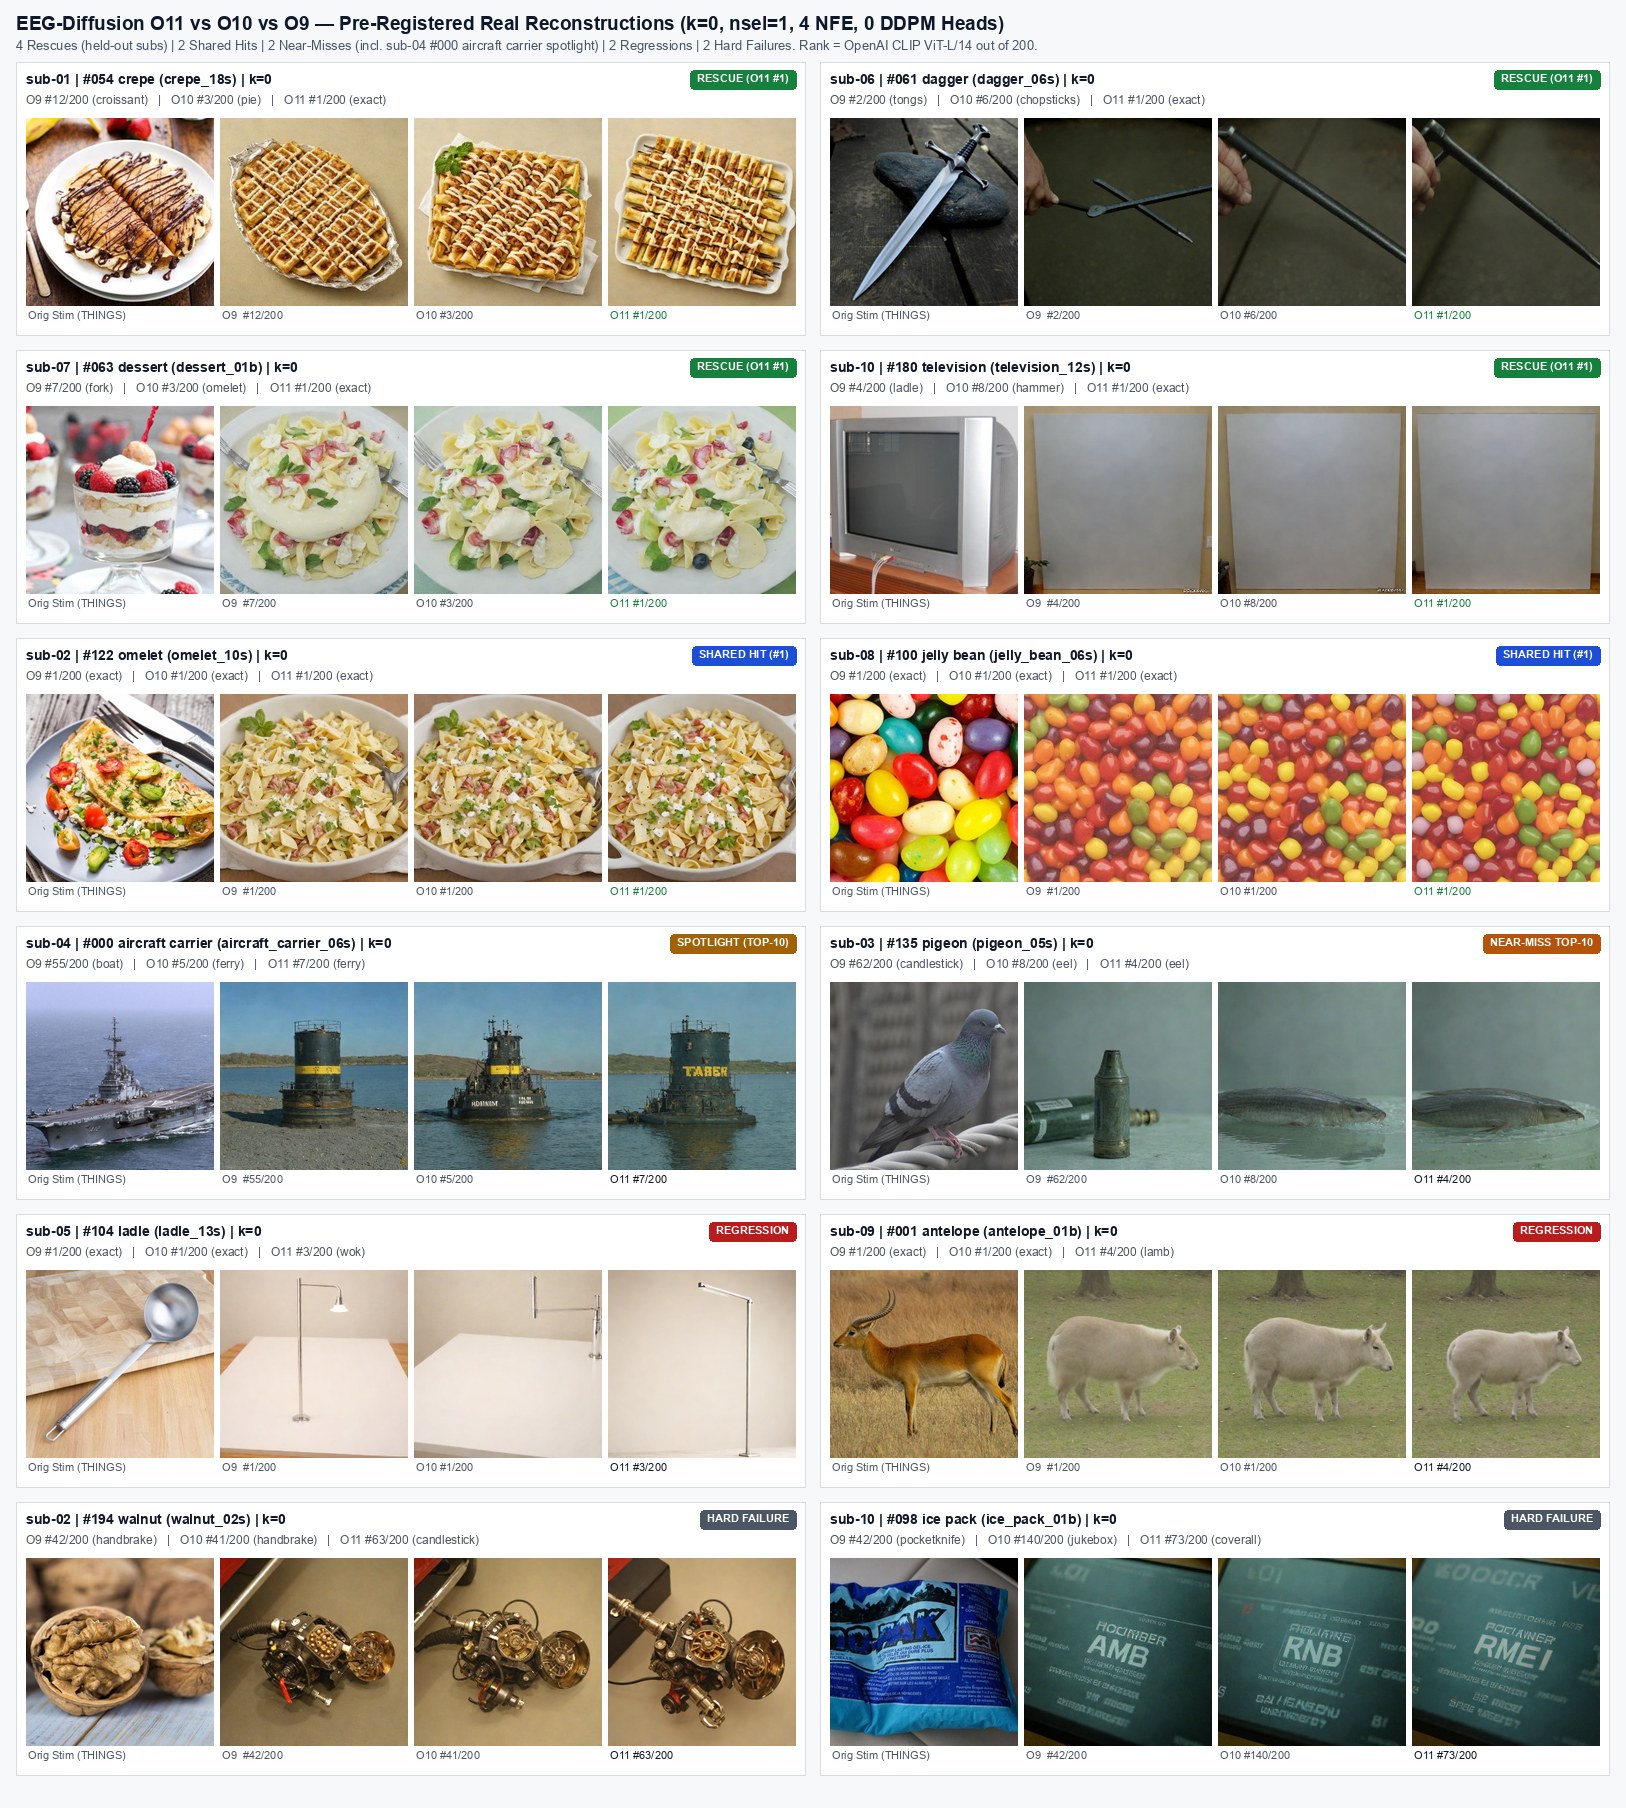 EEG-Diffusion O11 vs O10 vs O9 — Pre-Registered Real Reconstructions (k=0, nsel=1, 4 NFE, 0 DDPM Heads)
4 Rescues (held-out subs) | 2 Shared Hits | 2 Near-Misses (incl. sub-04 #000 aircraft carrier spotlight) | 2 Regressions | 2 Hard Failures. Rank = OpenAI CLIP ViT-L/14 out of 200.
sub-01 | #054 crepe (crepe_18s) | k=0
RESCUE (O11 #1)
O9 #12/200 (croissant) | O10 #3/200 (pie) | O11 #1/200 (exact)
Orig Stim (THINGS) O9 #12/200 O10 #3/200 O11 #1/200
sub-06 | #061 dagger (dagger_06s) | k=0
RESCUE (O11 #1)
O9 #2/200 (tongs) | O10 #6/200 (chopsticks) | O11 #1/200 (exact)
Orig Stim (THINGS) O9 #2/200 O10 #6/200 O11 #1/200
sub-07 | #063 dessert (dessert_01b) | k=0
RESCUE (O11 #1)
O9 #7/200 (fork) | O10 #3/200 (omelet) | O11 #1/200 (exact)
Orig Stim (THINGS) O9 #7/200 O10 #3/200 O11 #1/200
sub-10 | #180 television (television_12s) | k=0
RESCUE (O11 #1)
O9 #4/200 (ladle) | O10 #8/200 (hammer) | O11 #1/200 (exact)
Orig Stim (THINGS) O9 #4/200 O10 #8/200 O11 #1/200
sub-02 | #122 omelet (omelet_10s) | k=0
SHARED HIT (#1)
O9 #1/200 (exact) | O10 #1/200 (exact) | O11 #1/200 (exact)
Orig Stim (THINGS) O9 #1/200 O10 #1/200 O11 #1/200
sub-08 | #100 jelly bean (jelly_bean_06s) | k=0
SHARED HIT (#1)
O9 #1/200 (exact) | O10 #1/200 (exact) | O11 #1/200 (exact)
Orig Stim (THINGS) O9 #1/200 O10 #1/200 O11 #1/200
sub-04 | #000 aircraft carrier (aircraft_carrier_06s) | k=0
SPOTLIGHT (TOP-10)
O9 #55/200 (boat) | O10 #5/200 (ferry) | O11 #7/200 (ferry)
TABER
Orig Stim (THINGS) O9 #55/200 O10 #5/200 O11 #7/200
sub-03 | #135 pigeon (pigeon_05s) | k=0
NEAR-MISS TOP-10
O9 #62/200 (candlestick) | O10 #8/200 (eel) | O11 #4/200 (eel)
Orig Stim (THINGS) O9 #62/200 O10 #8/200 O11 #4/200
sub-05 | #104 ladle (ladle_13s) | k=0
REGRESSION
O9 #1/200 (exact) | O10 #1/200 (exact) | O11 #3/200 (wok)
Orig Stim (THINGS) O9 #1/200 O10 #1/200 O11 #3/200
sub-09 | #001 antelope (antelope_01b) | k=0
REGRESSION
O9 #1/200 (exact) | O10 #1/200 (exact) | O11 #4/200 (lamb)
Orig Stim (THINGS) O9 #1/200 O10 #1/200 O11 #4/200
sub-02 | #194 walnut (walnut_02s) | k=0
HARD FAILURE
O9 #42/200 (handbrake) | O10 #41/200 (handbrake) | O11 #63/200 (candlestick)
Orig Stim (THINGS) O9 #42/200 O10 #41/200 O11 #63/200
sub-10 | #098 ice pack (ice_pack_01b) | k=0
HARD FAILURE
O9 #42/200 (pocketknife) | O10 #140/200 (jukebox) | O11 #73/200 (coverall)
AMB
RNB
RMEI
Orig Stim (THINGS) O9 #42/200 O10 #140/200 O11 #73/200